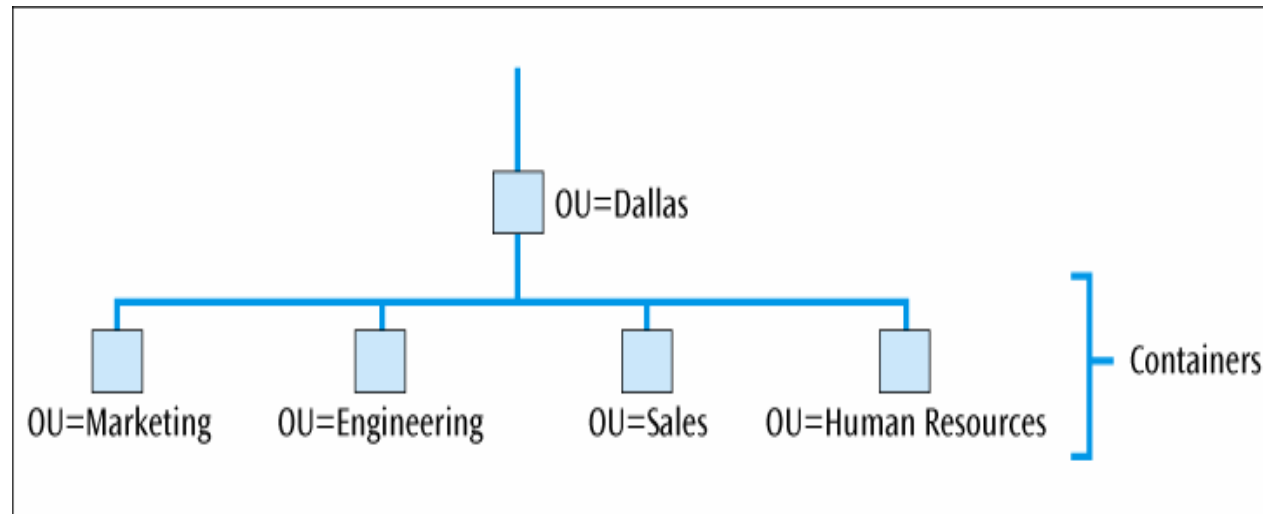 OU=Dallas
Containers
OU=Marketing
OU=Engineering
OU=Sales
OU=Human Resources